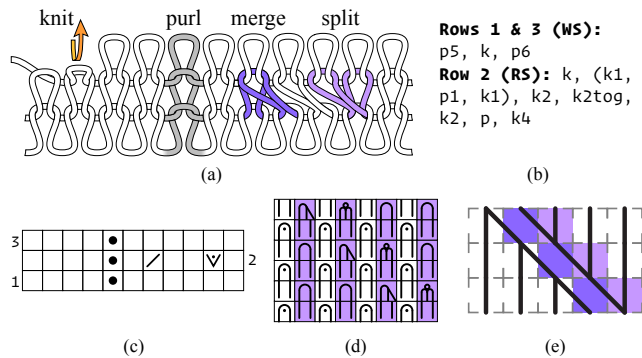 knit purl merge split
Rows 1 & 3 (WS):
p5, k, p6
Row 2 (RS): k, (k1,
p1, k1), k2, k2tog,
k2, p, k4
(a)
(b)
3
2
1
(c)
(d)
(e)